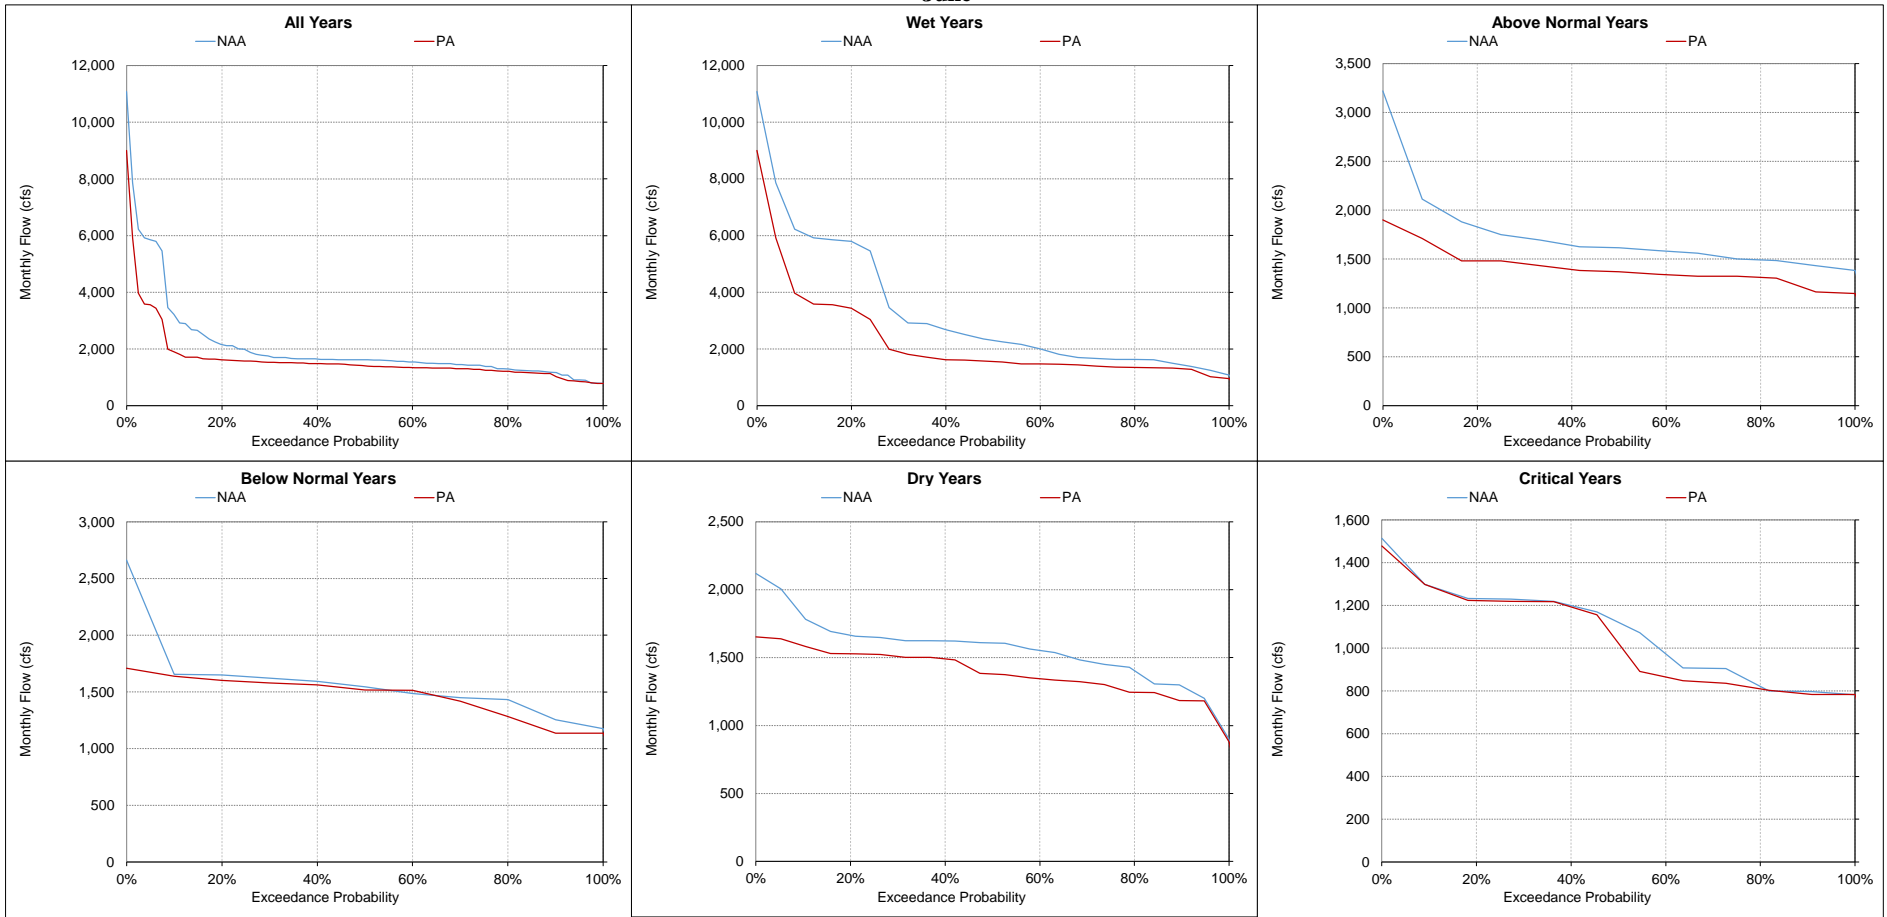 All Years
NAA PA
12,000
10,000
8,000
6,000
4,000
2,000
0
Monthly Flow (cfs)
0% 20% 40% 60% 80% 100%
Exceedance Probability
Wet Years
NAA PA
12,000
10,000
8,000
6,000
4,000
2,000
0
Monthly Flow (cfs)
0% 20% 40% 60% 80% 100%
Exceedance Probability
Above Normal Years
NAA PA
3,500
3,000
2,500
2,000
1,500
1,000
500
0
Monthly Flow (cfs)
0% 20% 40% 60% 80% 100%
Exceedance Probability
Below Normal Years
NAA PA
3,000
2,500
2,000
1,500
1,000
500
0
Monthly Flow (cfs)
0% 20% 40% 60% 80% 100%
Exceedance Probability
Dry Years
NAA PA
2,500
2,000
1,500
1,000
500
0
Monthly Flow (cfs)
0% 20% 40% 60% 80% 100%
Exceedance Probability
Critical Years
NAA PA
1,600
1,400
1,200
1,000
800
600
400
200
0
Monthly Flow (cfs)
0% 20% 40% 60% 80% 100%
Exceedance Probability